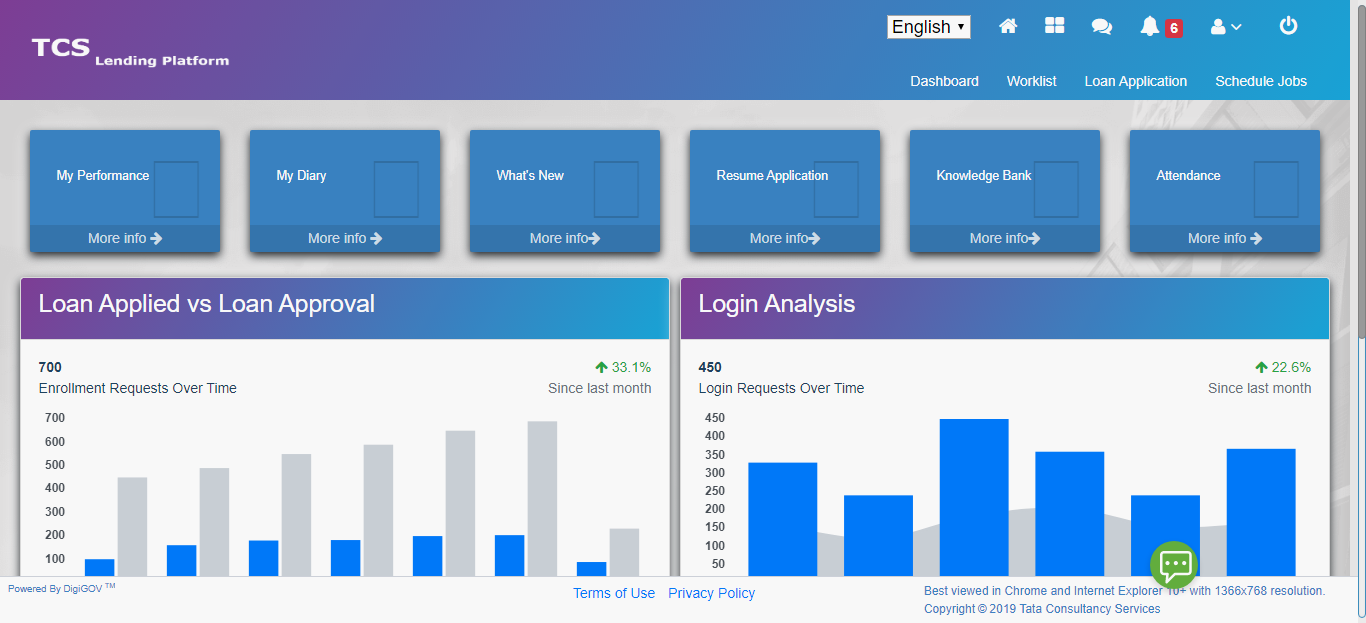 English
6
TCS Lending Platform
Dashboard Worklist Loan Application Schedule Jobs
My Performance
More info
My Diary
More info
What's New
More info
Resume Application
More info
Knowledge Bank
More info
Attendance
More info
Loan Applied vs Loan Approval
700
33.1%
Enrollment Requests Over Time
Since last month
700
600
500
400
300
200
100
Login Analysis
450
22.6%
Login Requests Over Time
Since last month
450
400
350
300
250
200
150
100
50
Powered By DigiGOV TM
Terms of Use Privacy Policy
Best viewed in Chrome and Internet Explorer 10+ with 1366x768 resolution.
Copyright © 2019 Tata Consultancy Services